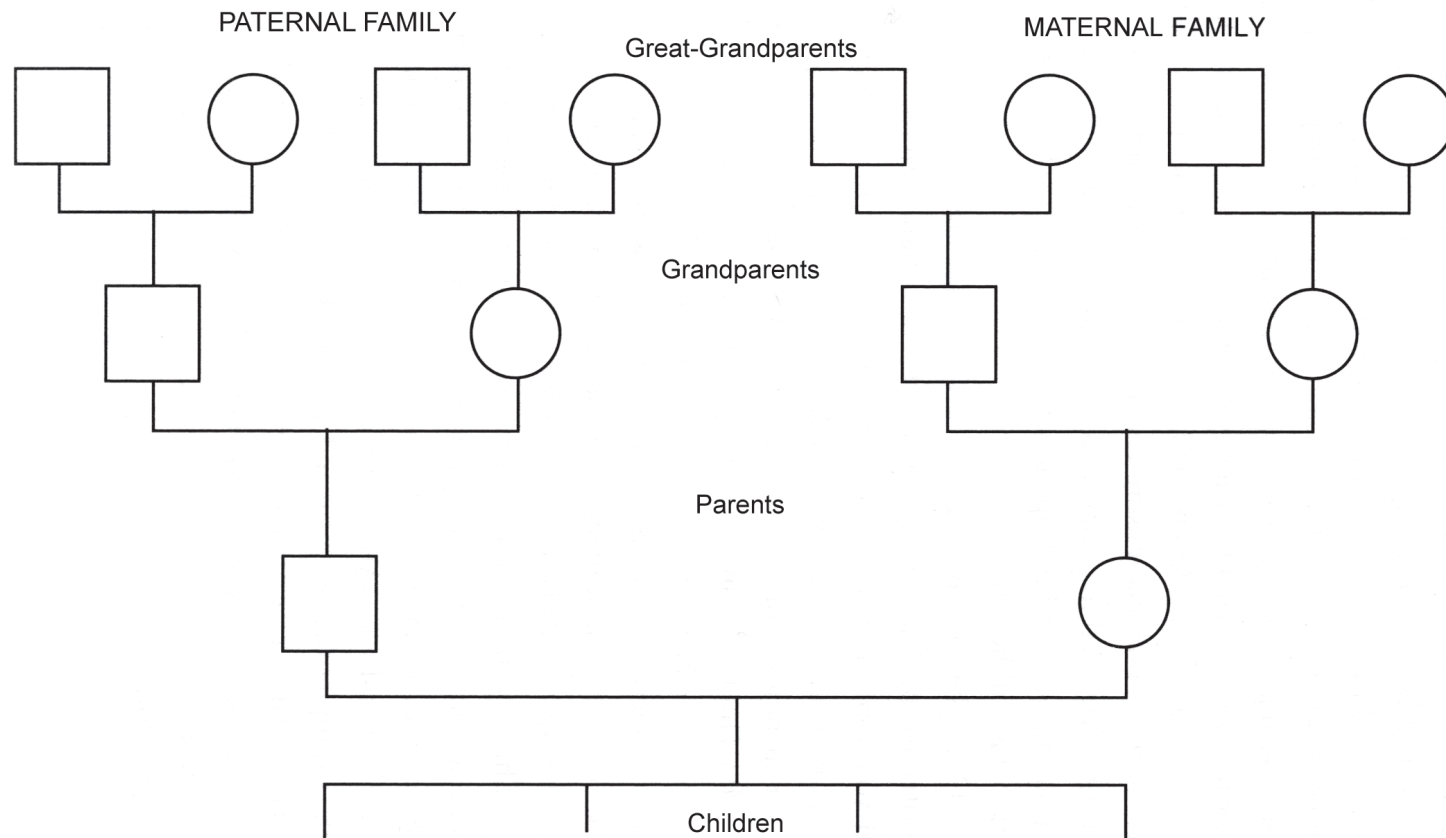 PATERNAL FAMILY
MATERNAL FAMILY
Great-Grandparents
Grandparents
Parents
Children